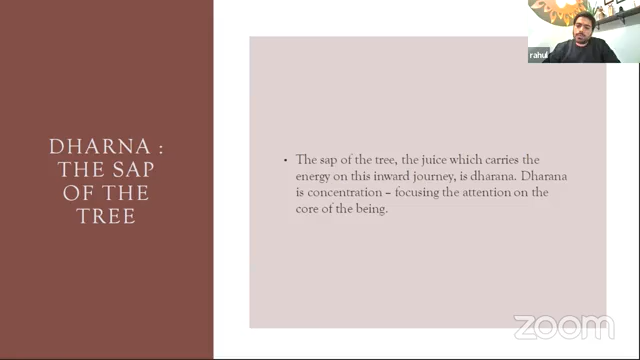 DHARNA :
THE SAP
OF THE
TREE
• The sap of the tree, the juice which carries the
energy on this inward journey, is dharana. Dharana
is concentration – focusing the attention on the
core of the being.
rahul
zoom